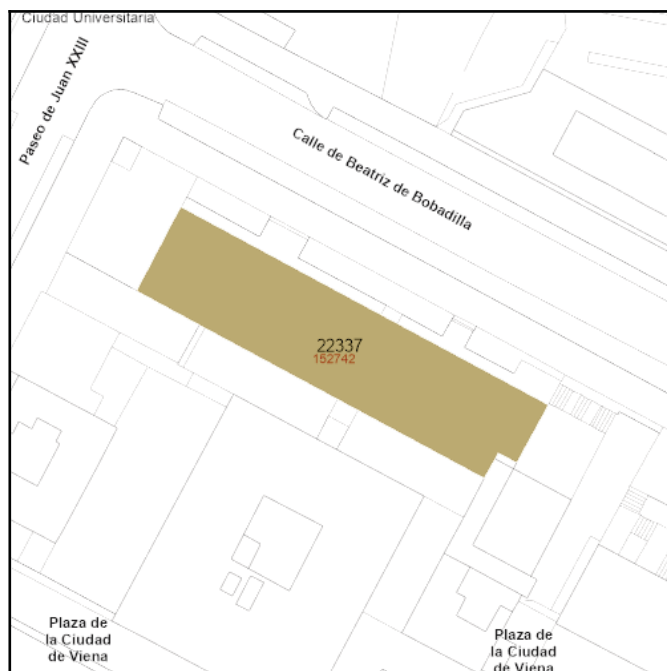 Ciudad Universitaria
Paseo de Juan XXIII
Calle de Beatriz de Bobadilla
22337
152742
Plaza de
la Ciudad
de Viena
Plaza de
la Ciudad
de Viena